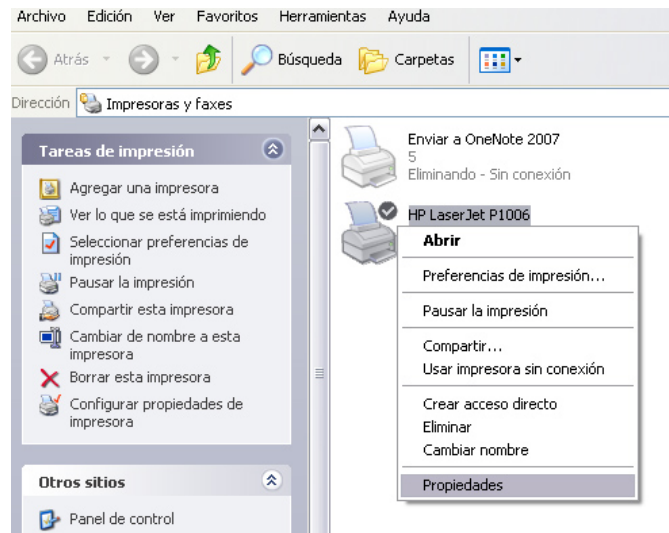 Archivo Edición Ver Favoritos Herramientas Ayuda
Atrás Búsqueda Carpetas
Dirección Impresoras y faxes
Tareas de impresión
Agregar una impresora
Ver lo que se está imprimiendo
Seleccionar preferencias de
impresión
Pausar la impresión
Compartir esta impresora
Cambiar de nombre a esta
impresora
Borrar esta impresora
Configurar propiedades de
impresora
Otros sitios
Panel de control
Enviar a OneNote 2007
5
Eliminando - Sin conexión
HP LaserJet P1006
Abrir
Preferencias de impresión...
Pausar la impresión
Compartir...
Usar impresora sin conexión
Crear acceso directo
Eliminar
Cambiar nombre
Propiedades